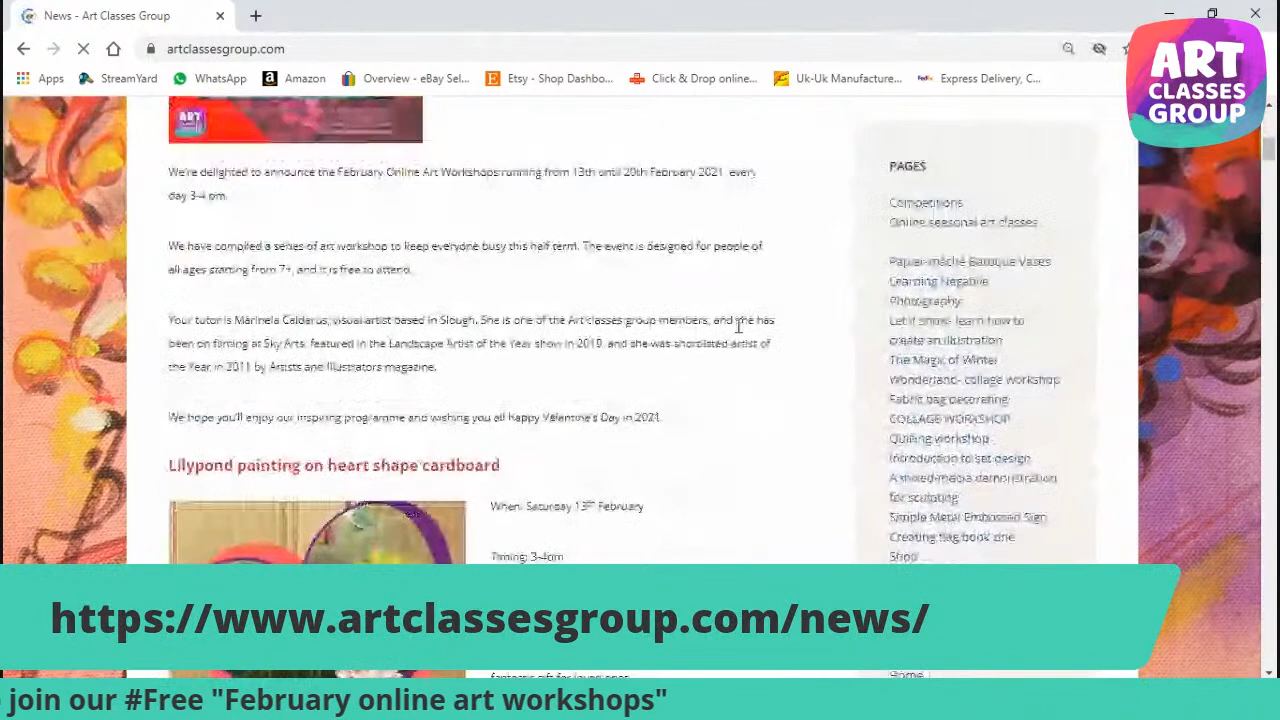 News - Art Classes Group
artclassesgroup.com
Apps
StreamYard
WhatsApp
Amazon
Overview - eBay Sel...
Etsy - Shop Dashbo...
Click & Drop online...
Uk-Uk Manufacture...
FedEx
Express Delivery, C...
ART
CLASSES
GROUP
ART
We're delighted to announce the February Online Art Workshops running from 13th until 20th February 2021 every
day 3-4 pm.
We have compiled a series of art workshop to keep everyone busy this half term. The event is designed for people of
all ages starting from 7+, and it is free to attend.
Your tutor is Marinela Caldarus, visual artist based in Slough. She is one of the Art classes group members, and she has
been on filming at Sky Arts, featured in the Landscape Artist of the Year show in 2019, and she was shortlisted artist of
the Year in 2011 by Artists and Illustrators magazine.
We hope you'll enjoy our inspiring programme and wishing you all happy Valentine's Day in 2021.
Lilypond painting on heart shape cardboard
When: Saturday 13th February
Timing: 3-4pm
PAGES
Competitions
Online seasonal art classes
Papier-mâché Baroque Vases
Learning Negative
Photography
Let it snow- learn how to
create an illustration
The Magic of Winter
Wonderland- collage workshop
Fabric bag decorating
COLLAGE WORKSHOP
Quilling workshop
Introduction to set design
A mixed-media demonstration
for sculpting
Simple Metal Embossed Sign
Creating flag book one
Shop
https://www.artclassesgroup.com/news/
fantastic gift for loved ones
Home
join our #Free "February online art workshops"